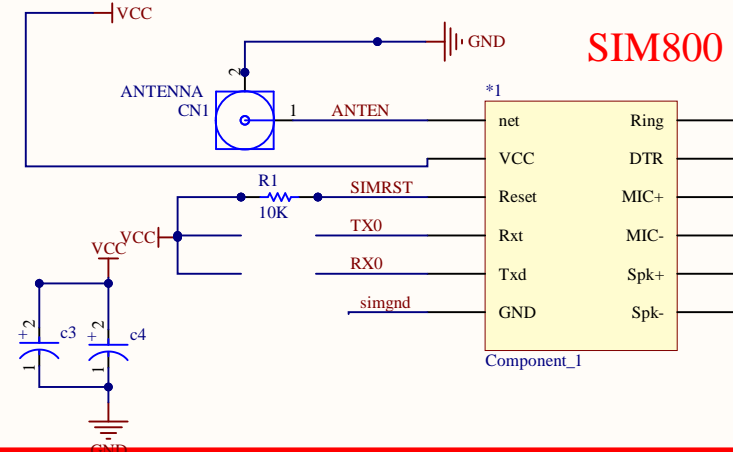 VCC
GND
SIM800
2
ANTENNA
CN1
1
ANTEN
*1
net
Ring
VCC
DTR
R1
SIMRST
Reset
MIC+
10K
TX0
VCC
Rxt
MIC-
VCC
RX0
Txd
Spk+
simgnd
GND
Spk-
+ 2
c3
+ 2
c4
1
1
Component_1
GND